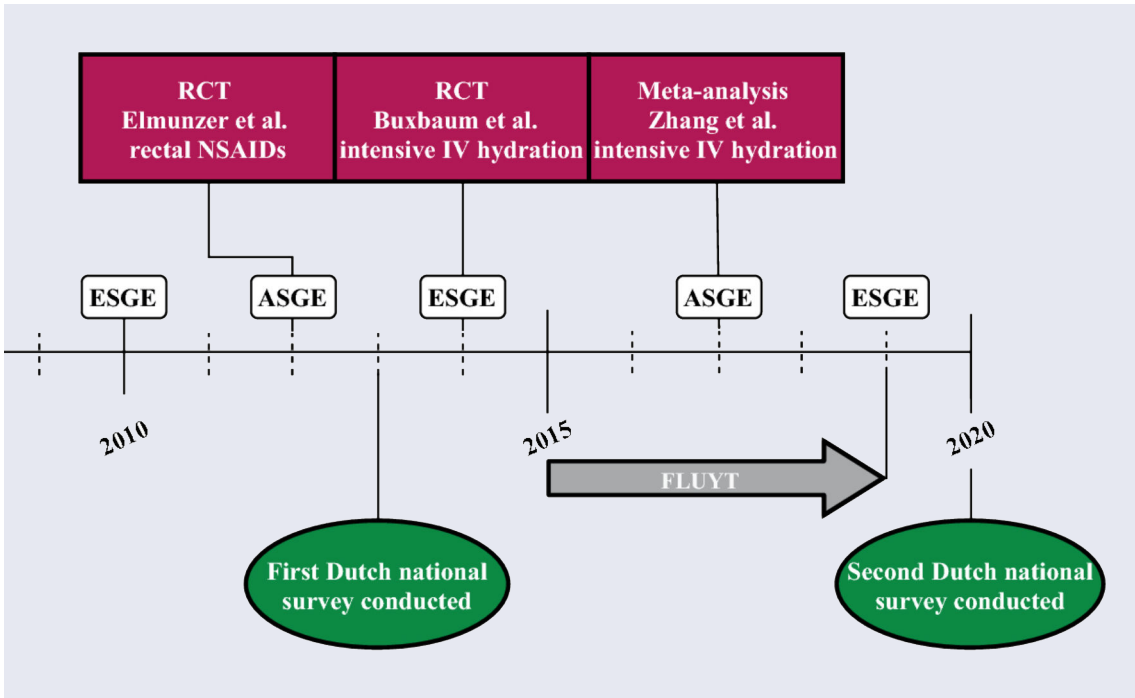 RCT
Elmunzer et al.
rectal NSAIDs
RCT
Buxbaum et al.
intensive IV hydration
Meta-analysis
Zhang et al.
intensive IV hydration
ESGE
ASGE
ESGE
ASGE
ESGE
2010
2015
2020
FLUYT
First Dutch national
survey conducted
Second Dutch national
survey conducted